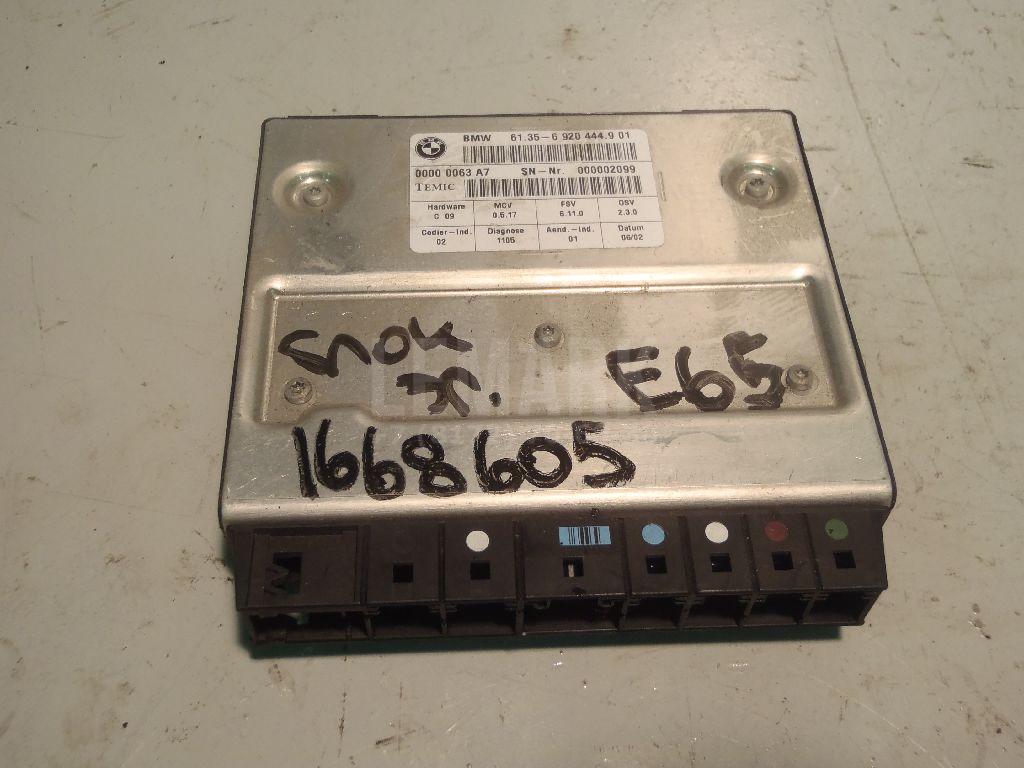 BMW 61.35-6 920 444.9 01
0000 0063 A7 SN-Nr. 000002099
TEMIC
Hardware MCV FSV OSV
C 09 0.6.17 6.11.0 2.3.0
Codier-Ind. Diagnose Aend.-Ind. Datum
02 1105 01 06/02
E65
1668605